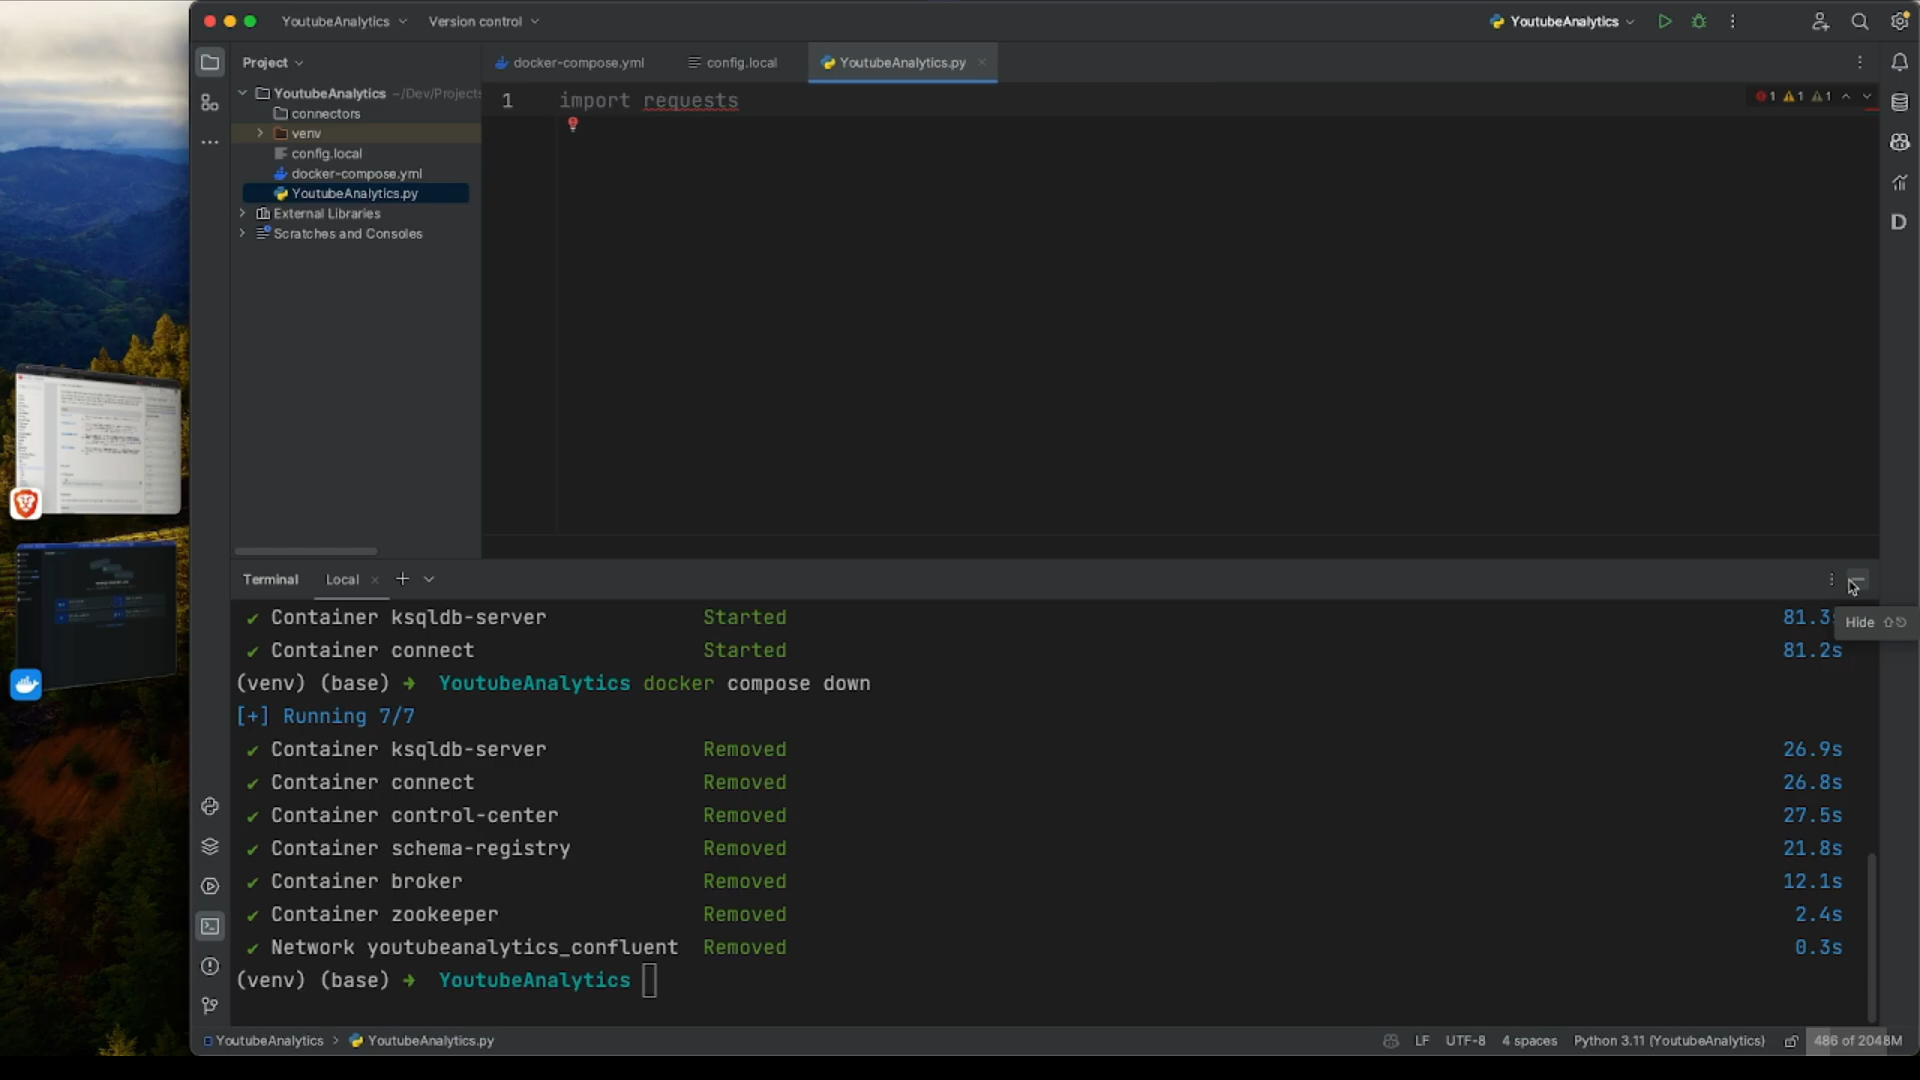 YoutubeAnalytics
Version control
YoutubeAnalytics
Project
docker-compose.yml
config.local
YoutubeAnalytics.py
YoutubeAnalytics ~/Dev/Projects
connectors
venv
config.local
docker-compose.yml
YoutubeAnalytics.py
External Libraries
Scratches and Consoles
1 import requests
1 1 1
D
Terminal Local
Hide
✔ Container ksqldb-server Started 81.3
✔ Container connect Started 81.2s
(venv) (base) ➜ YoutubeAnalytics docker compose down
[+] Running 7/7
✔ Container ksqldb-server Removed 26.9s
✔ Container connect Removed 26.8s
✔ Container control-center Removed 27.5s
✔ Container schema-registry Removed 21.8s
✔ Container broker Removed 12.1s
✔ Container zookeeper Removed 2.4s
✔ Network youtubeanalytics_confluent Removed 0.3s
(venv) (base) ➜ YoutubeAnalytics
YoutubeAnalytics > YoutubeAnalytics.py
LF UTF-8 4 spaces Python 3.11 (YoutubeAnalytics) 486 of 2048M